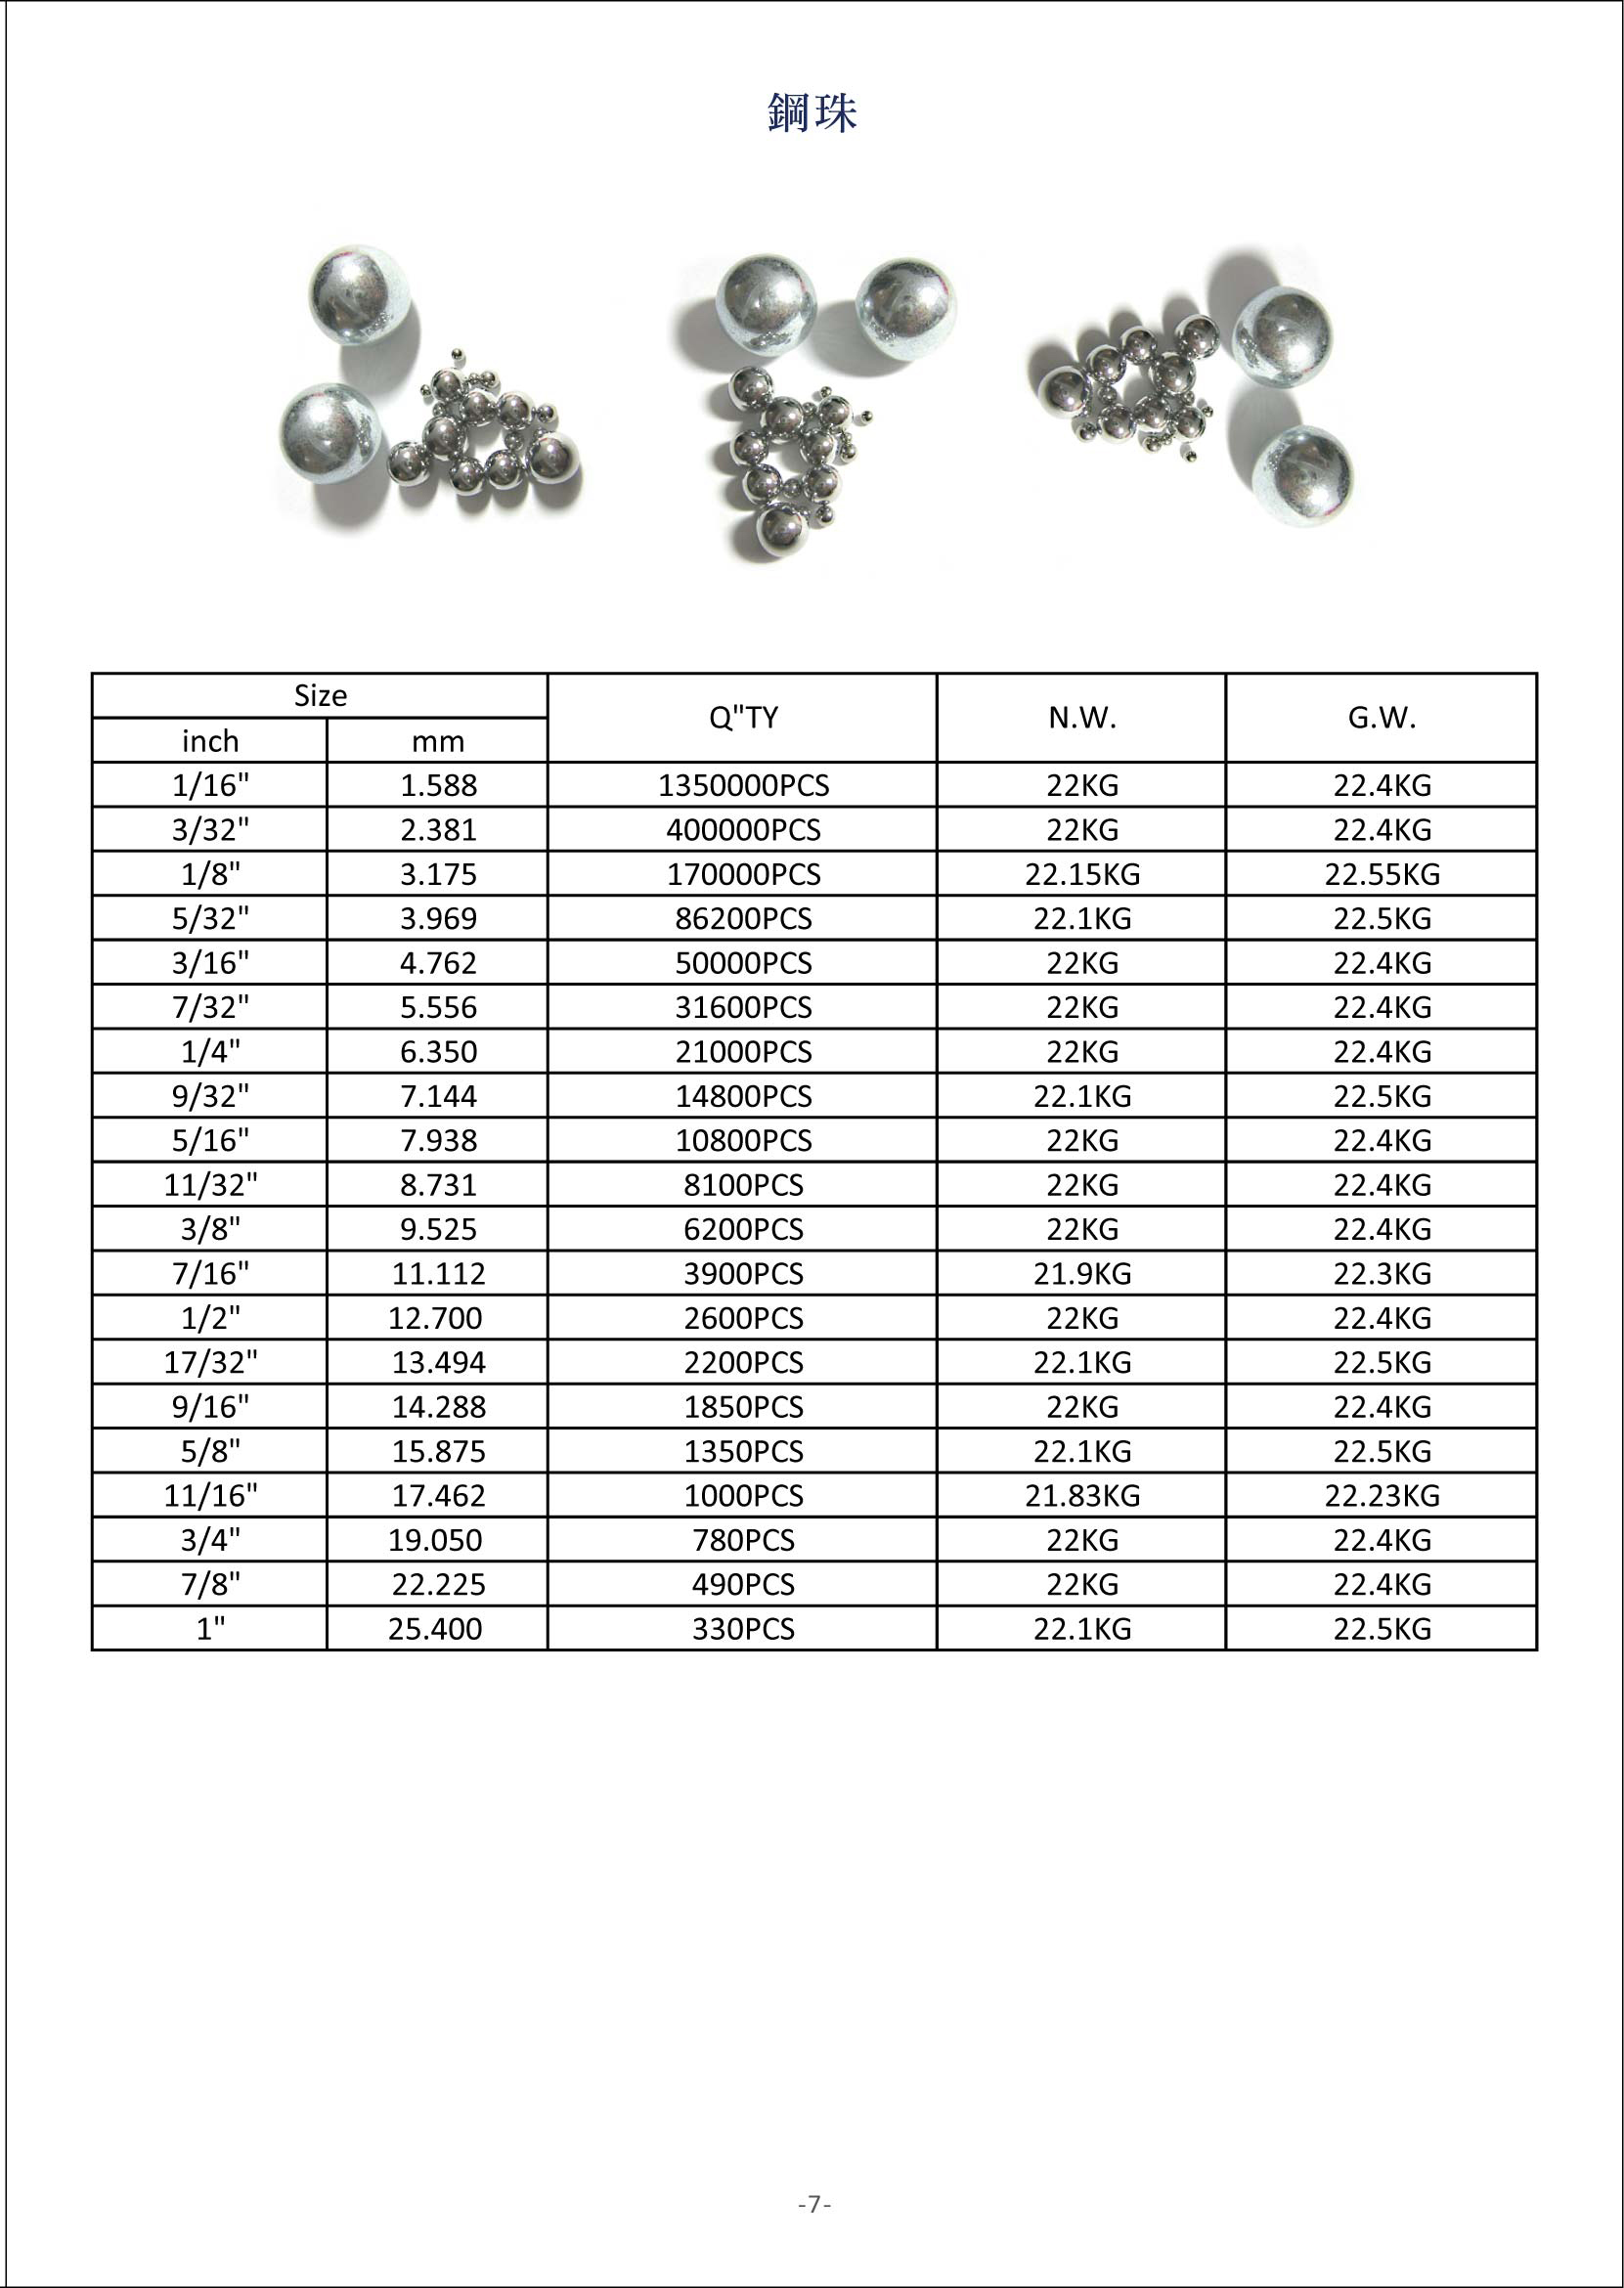 鋼珠
Size Q"TY N.W. G.W.
inch mm
1/16" 1.588 1350000PCS 22KG 22.4KG
3/32" 2.381 400000PCS 22KG 22.4KG
1/8" 3.175 170000PCS 22.15KG 22.55KG
5/32" 3.969 86200PCS 22.1KG 22.5KG
3/16" 4.762 50000PCS 22KG 22.4KG
7/32" 5.556 31600PCS 22KG 22.4KG
1/4" 6.350 21000PCS 22KG 22.4KG
9/32" 7.144 14800PCS 22.1KG 22.5KG
5/16" 7.938 10800PCS 22KG 22.4KG
11/32" 8.731 8100PCS 22KG 22.4KG
3/8" 9.525 6200PCS 22KG 22.4KG
7/16" 11.112 3900PCS 21.9KG 22.3KG
1/2" 12.700 2600PCS 22KG 22.4KG
17/32" 13.494 2200PCS 22.1KG 22.5KG
9/16" 14.288 1850PCS 22KG 22.4KG
5/8" 15.875 1350PCS 22.1KG 22.5KG
11/16" 17.462 1000PCS 21.83KG 22.23KG
3/4" 19.050 780PCS 22KG 22.4KG
7/8" 22.225 490PCS 22KG 22.4KG
1" 25.400 330PCS 22.1KG 22.5KG
-7-